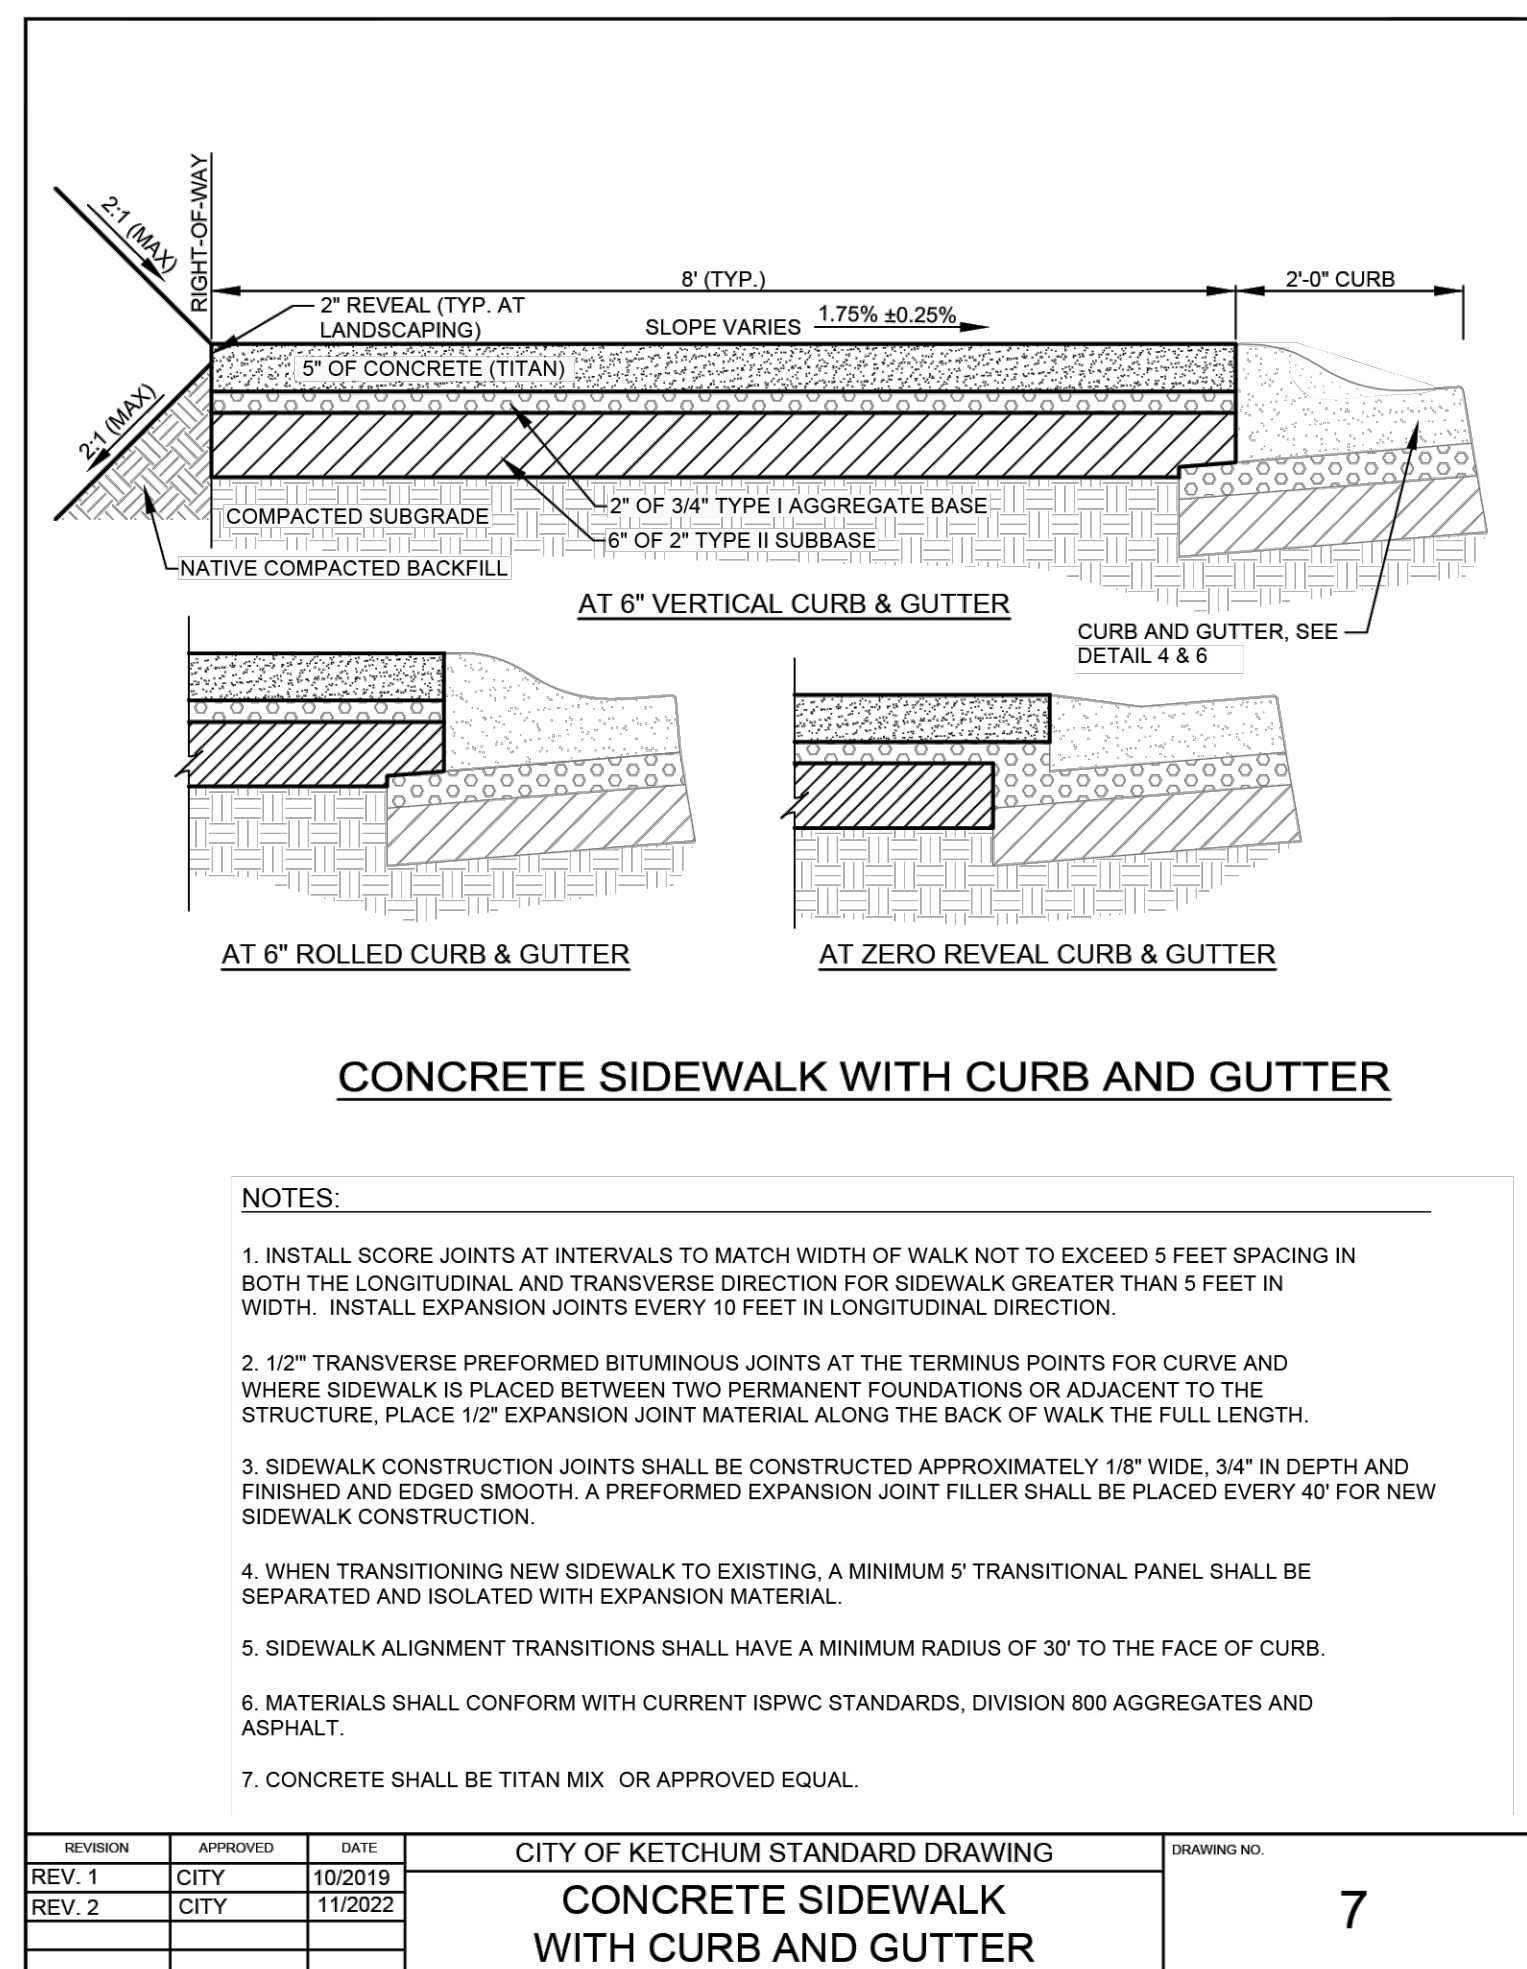 RIGHT-OF-WAY
2:1 (MAX)
8' (TYP.)
2'-0" CURB
2" REVEAL (TYP. AT
LANDSCAPING)
SLOPE VARIES
1.75% ±0.25%
5" OF CONCRETE (TITAN)
2:1 (MAX)
2" OF 3/4" TYPE I AGGREGATE BASE
COMPACTED SUBGRADE
6" OF 2" TYPE II SUBBASE
NATIVE COMPACTED BACKFILL
AT 6" VERTICAL CURB & GUTTER
CURB AND GUTTER, SEE
DETAIL 4 & 6
AT 6" ROLLED CURB & GUTTER
AT ZERO REVEAL CURB & GUTTER
CONCRETE SIDEWALK WITH CURB AND GUTTER
NOTES:
1. INSTALL SCORE JOINTS AT INTERVALS TO MATCH WIDTH OF WALK NOT TO EXCEED 5 FEET SPACING IN
BOTH THE LONGITUDINAL AND TRANSVERSE DIRECTION FOR SIDEWALK GREATER THAN 5 FEET IN
WIDTH. INSTALL EXPANSION JOINTS EVERY 10 FEET IN LONGITUDINAL DIRECTION.
2. 1/2'" TRANSVERSE PREFORMED BITUMINOUS JOINTS AT THE TERMINUS POINTS FOR CURVE AND
WHERE SIDEWALK IS PLACED BETWEEN TWO PERMANENT FOUNDATIONS OR ADJACENT TO THE
STRUCTURE, PLACE 1/2" EXPANSION JOINT MATERIAL ALONG THE BACK OF WALK THE FULL LENGTH.
3. SIDEWALK CONSTRUCTION JOINTS SHALL BE CONSTRUCTED APPROXIMATELY 1/8" WIDE, 3/4" IN DEPTH AND
FINISHED AND EDGED SMOOTH. A PREFORMED EXPANSION JOINT FILLER SHALL BE PLACED EVERY 40' FOR NEW
SIDEWALK CONSTRUCTION.
4. WHEN TRANSITIONING NEW SIDEWALK TO EXISTING, A MINIMUM 5' TRANSITIONAL PANEL SHALL BE
SEPARATED AND ISOLATED WITH EXPANSION MATERIAL.
5. SIDEWALK ALIGNMENT TRANSITIONS SHALL HAVE A MINIMUM RADIUS OF 30' TO THE FACE OF CURB.
6. MATERIALS SHALL CONFORM WITH CURRENT ISPWC STANDARDS, DIVISION 800 AGGREGATES AND
ASPHALT.
7. CONCRETE SHALL BE TITAN MIX OR APPROVED EQUAL.
REVISION APPROVED DATE
REV. 1 CITY 10/2019
REV. 2 CITY 11/2022
CITY OF KETCHUM STANDARD DRAWING
CONCRETE SIDEWALK
WITH CURB AND GUTTER
DRAWING NO.
7